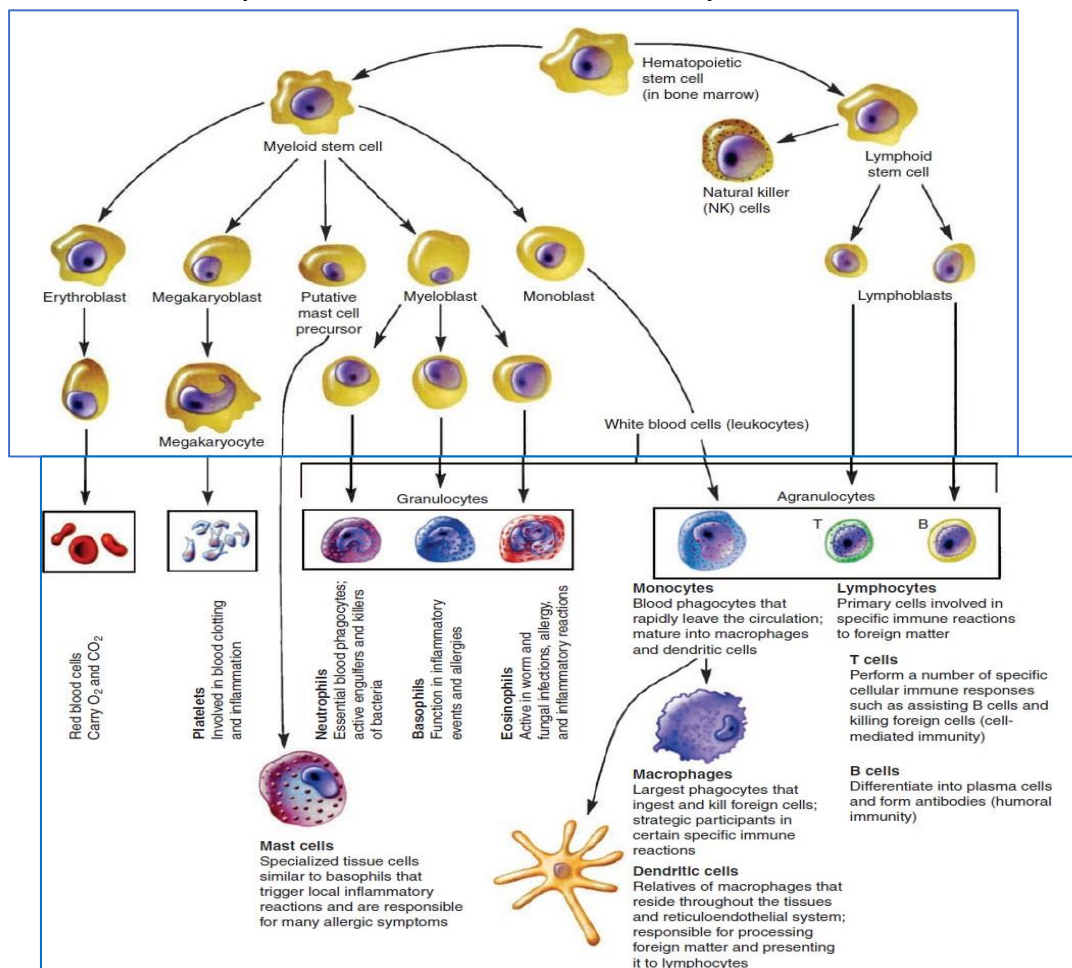 Hematopoietic
stem cell
(in bone marrow)
Myeloid stem cell
Lymphoid
stem cell
Natural killer
(NK) cells
Erythroblast
Megakaryoblast
Putative
mast cell
precursor
Myeloblast
Monoblast
Lymphoblasts
Megakaryocyte
White blood cells (leukocytes)
Granulocytes
Agranulocytes
T
B
Red blood cells
Carry O₂ and CO₂
Platelets
Involved in blood clotting
and inflammation
Neutrophils
Essential blood phagocytes;
active engulfers and killers
of bacteria
Basophils
Function in inflammatory
events and allergies
Eosinophils
Active in worm and
fungal infections, allergy,
and inflammatory reactions
Monocytes
Blood phagocytes that
rapidly leave the circulation;
mature into macrophages
and dendritic cells
Lymphocytes
Primary cells involved in
specific immune reactions
to foreign matter
T cells
Perform a number of specific
cellular immune responses
such as assisting B cells and
killing foreign cells (cell-
mediated immunity)
B cells
Differentiate into plasma cells
and form antibodies (humoral
immunity)
Mast cells
Specialized tissue cells
similar to basophils that
trigger local inflammatory
reactions and are responsible
for many allergic symptoms
Macrophages
Largest phagocytes that
ingest and kill foreign cells;
strategic participants in
certain specific immune
reactions
Dendritic cells
Relatives of macrophages that
reside throughout the tissues
and reticuloendothelial system;
responsible for processing
foreign matter and presenting
it to lymphocytes